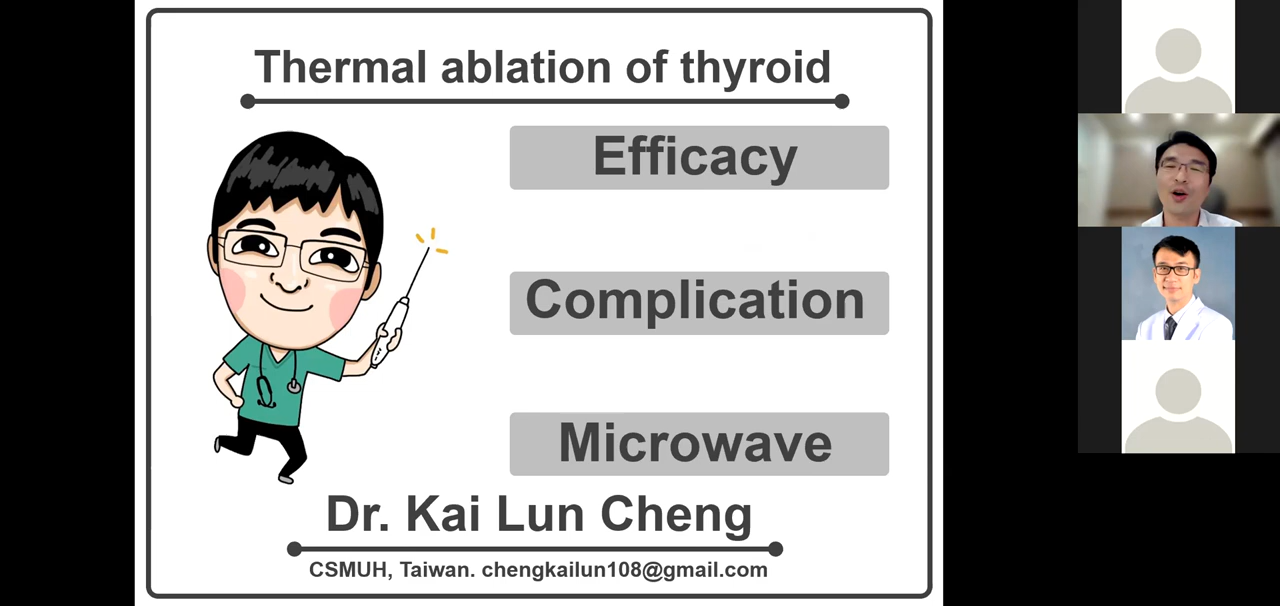 Thermal ablation of thyroid
Efficacy
Complication
Microwave
Dr. Kai Lun Cheng
CSMUH, Taiwan. chengkailun108@gmail.com